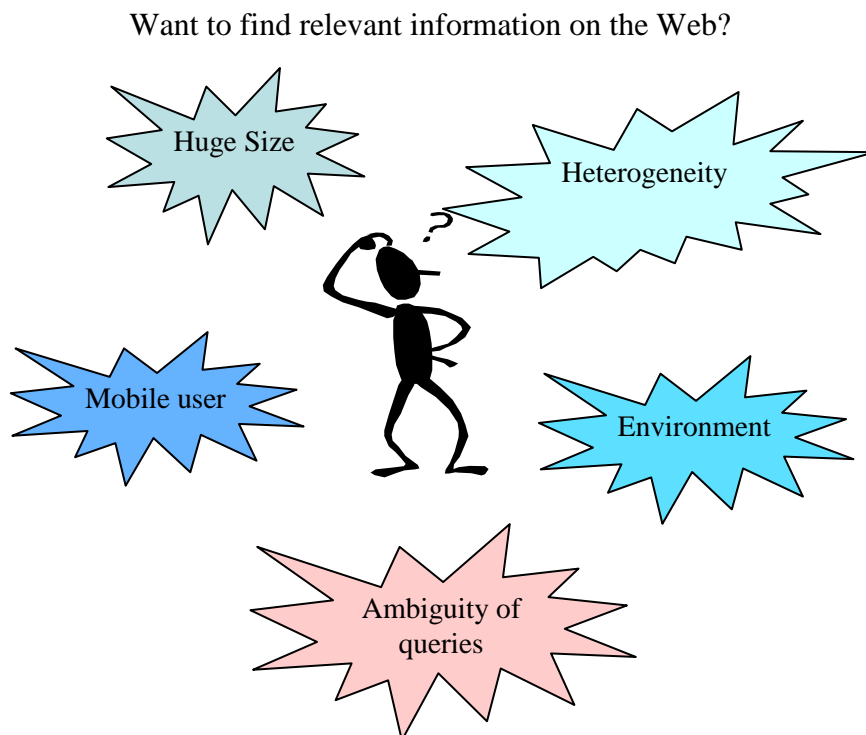 Want to find relevant information on the Web?
Huge Size
Heterogeneity
?
Mobile user
Environment
Ambiguity of
queries